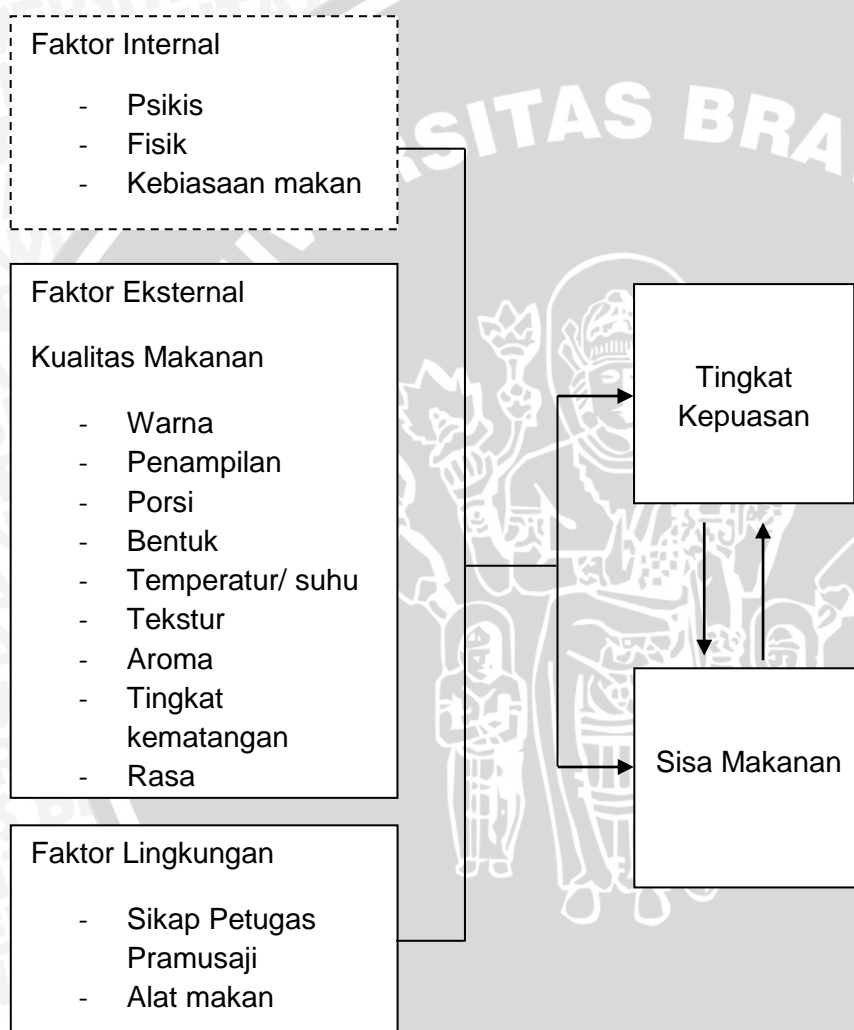 Faktor Internal
- Psikis
- Fisik
- Kebiasaan makan
Faktor Eksternal
Kualitas Makanan
- Warna
- Penampilan
- Porsi
- Bentuk
- Temperatur/ suhu
- Tekstur
- Aroma
- Tingkat
kematangan
- Rasa
Faktor Lingkungan
- Sikap Petugas
Pramusaji
- Alat makan
Tingkat
Kepuasan
Sisa Makanan
SITAS BRA